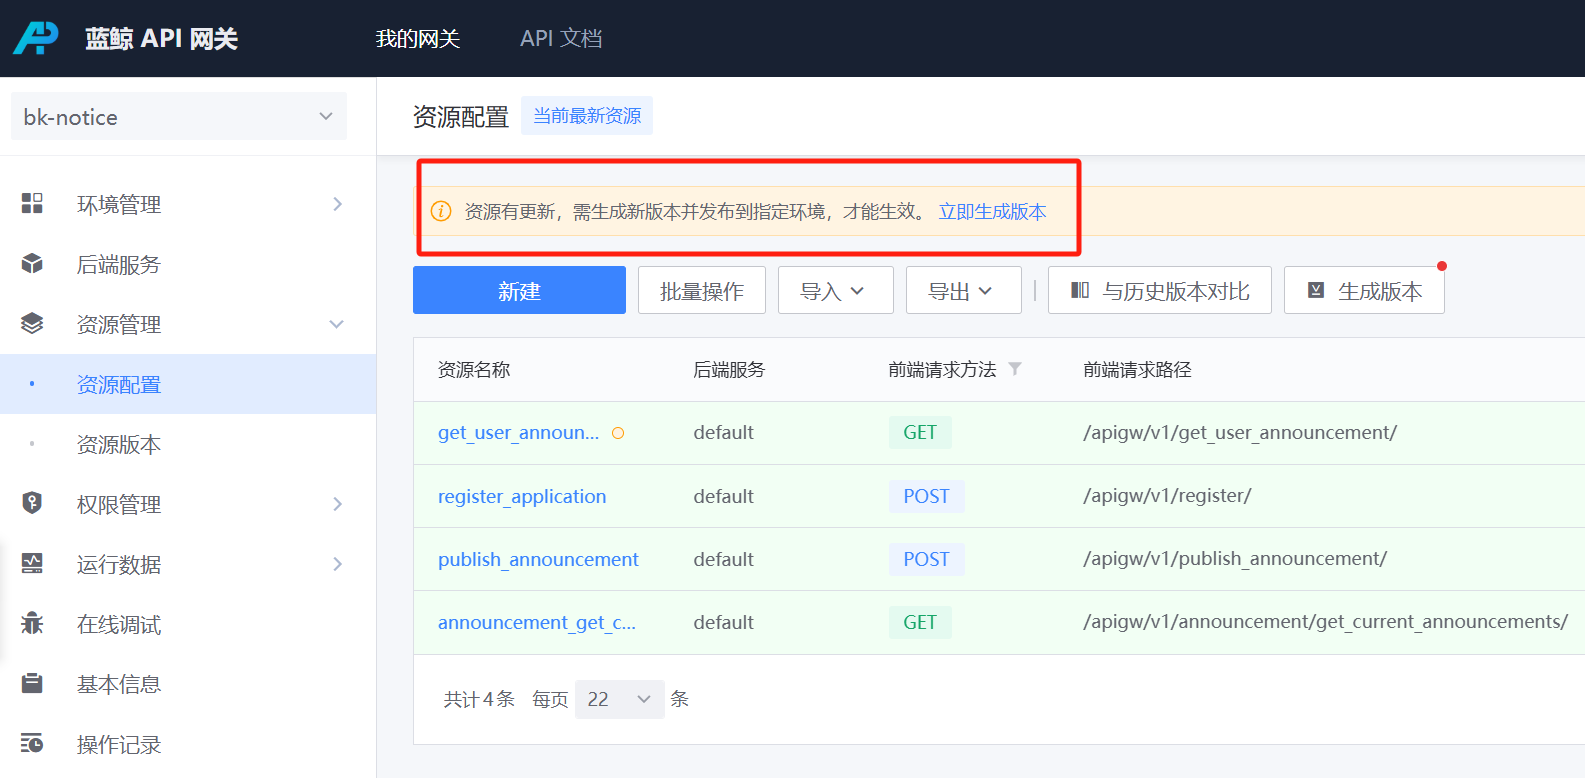 蓝鲸 API 网关
我的网关
API 文档
bk-notice
资源配置
当前最新资源
环境管理
后端服务
资源管理
资源配置
资源版本
权限管理
运行数据
在线调试
基本信息
操作记录
资源有更新，需生成新版本并发布到指定环境，才能生效。 立即生成版本
新建
批量操作
导入
导出
与历史版本对比
生成版本
资源名称 后端服务 前端请求方法 前端请求路径
get_user_announ... default GET /apigw/v1/get_user_announcement/
register_application default POST /apigw/v1/register/
publish_announcement default POST /apigw/v1/publish_announcement/
announcement_get_c... default GET /apigw/v1/announcement/get_current_announcements/
共计 4 条 每页 22 条